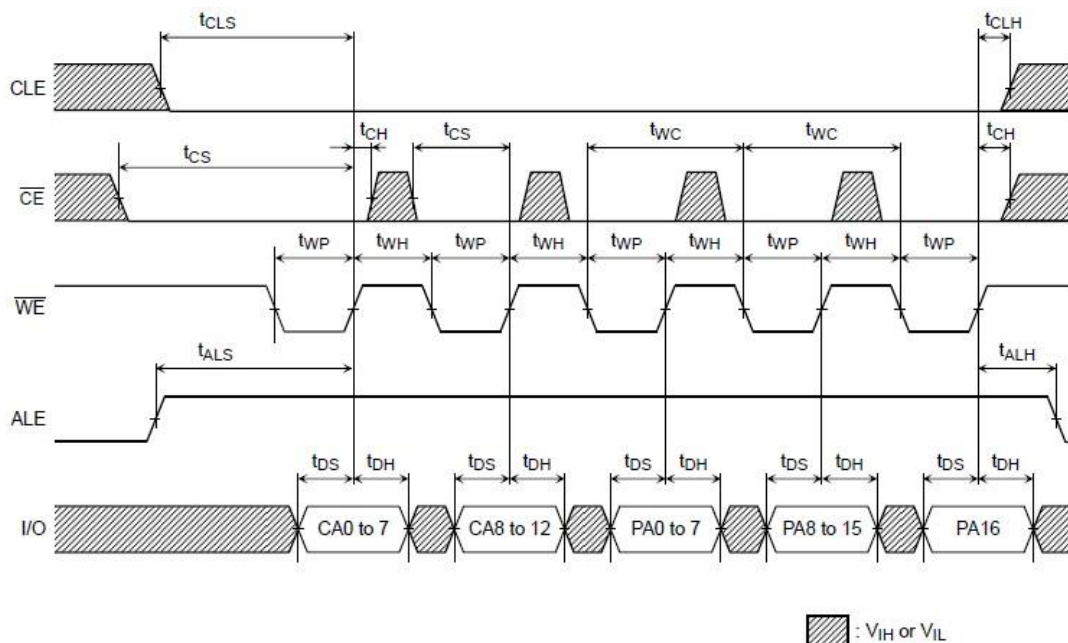 tCLS tCLH
CLE
tCH tCS tWC tWC tCH
tCS
CE
tWP tWH tWP tWH tWP tWH tWP tWH tWP
WE
tALS tALH
ALE
tDS tDH tDS tDH tDS tDH tDS tDH tDS tDH
I/O CA0 to 7 CA8 to 12 PA0 to 7 PA8 to 15 PA16
: VIH or VIL